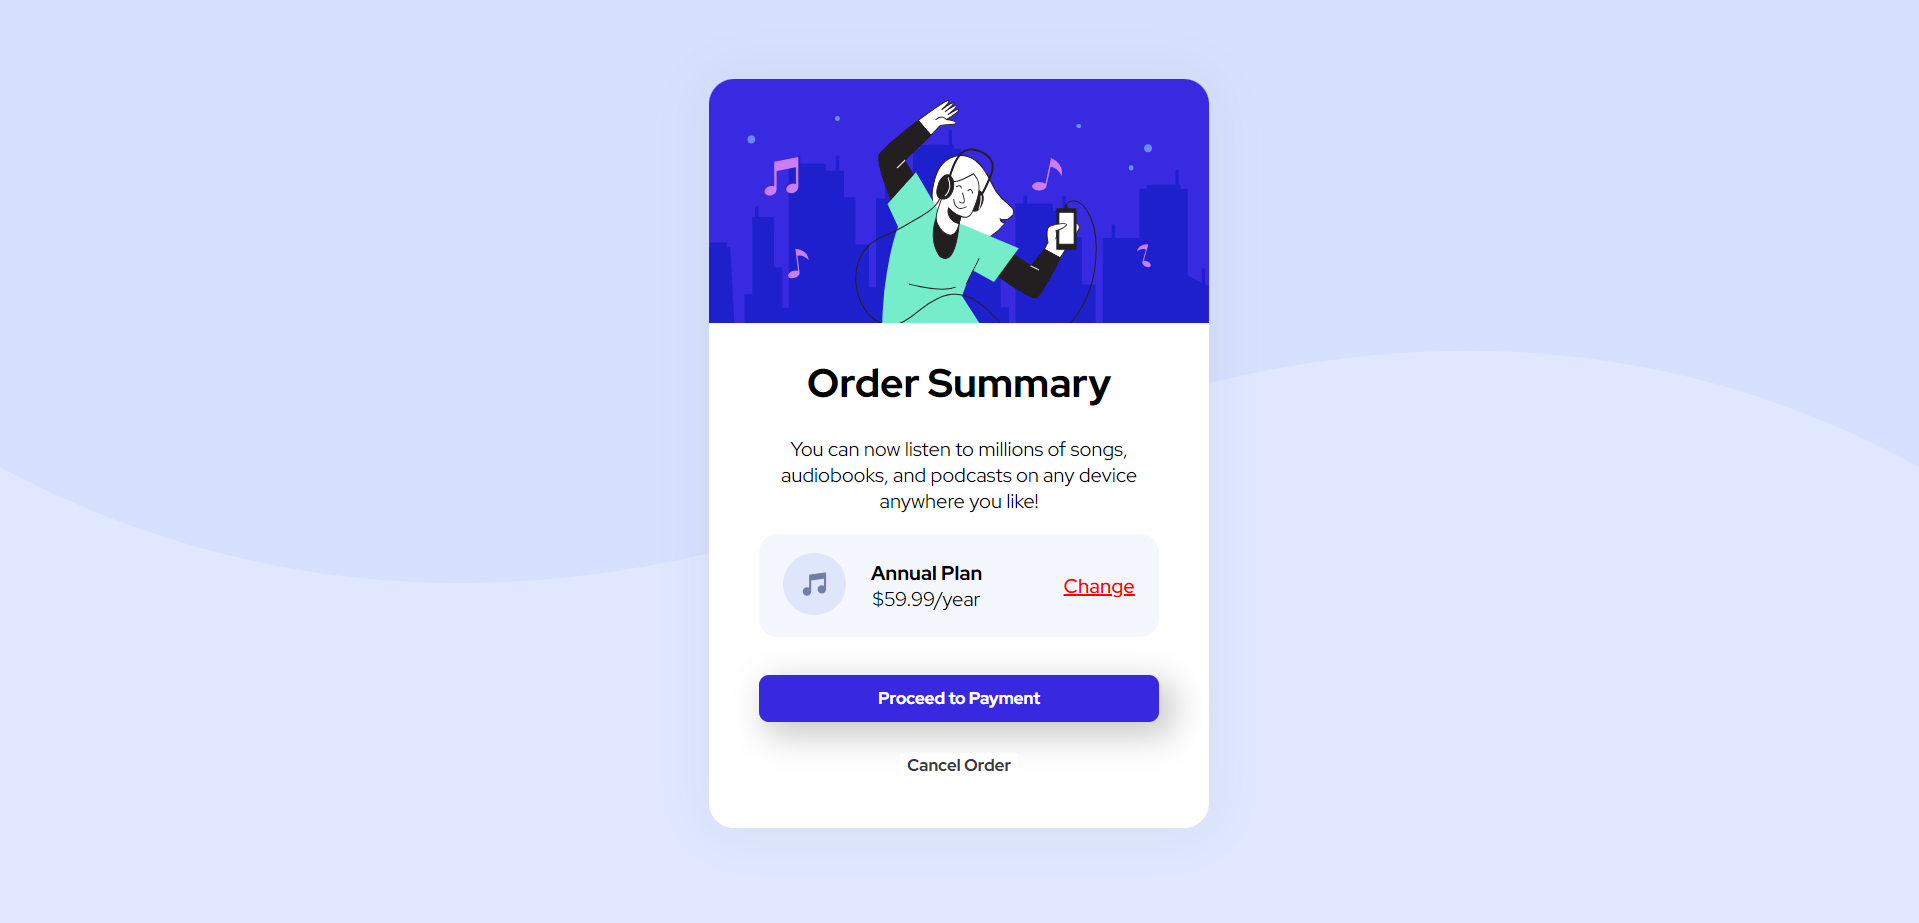 Order Summary
You can now listen to millions of songs,
audiobooks, and podcasts on any device
anywhere you like!
Annual Plan
$59.99/year
Change
Proceed to Payment
Cancel Order